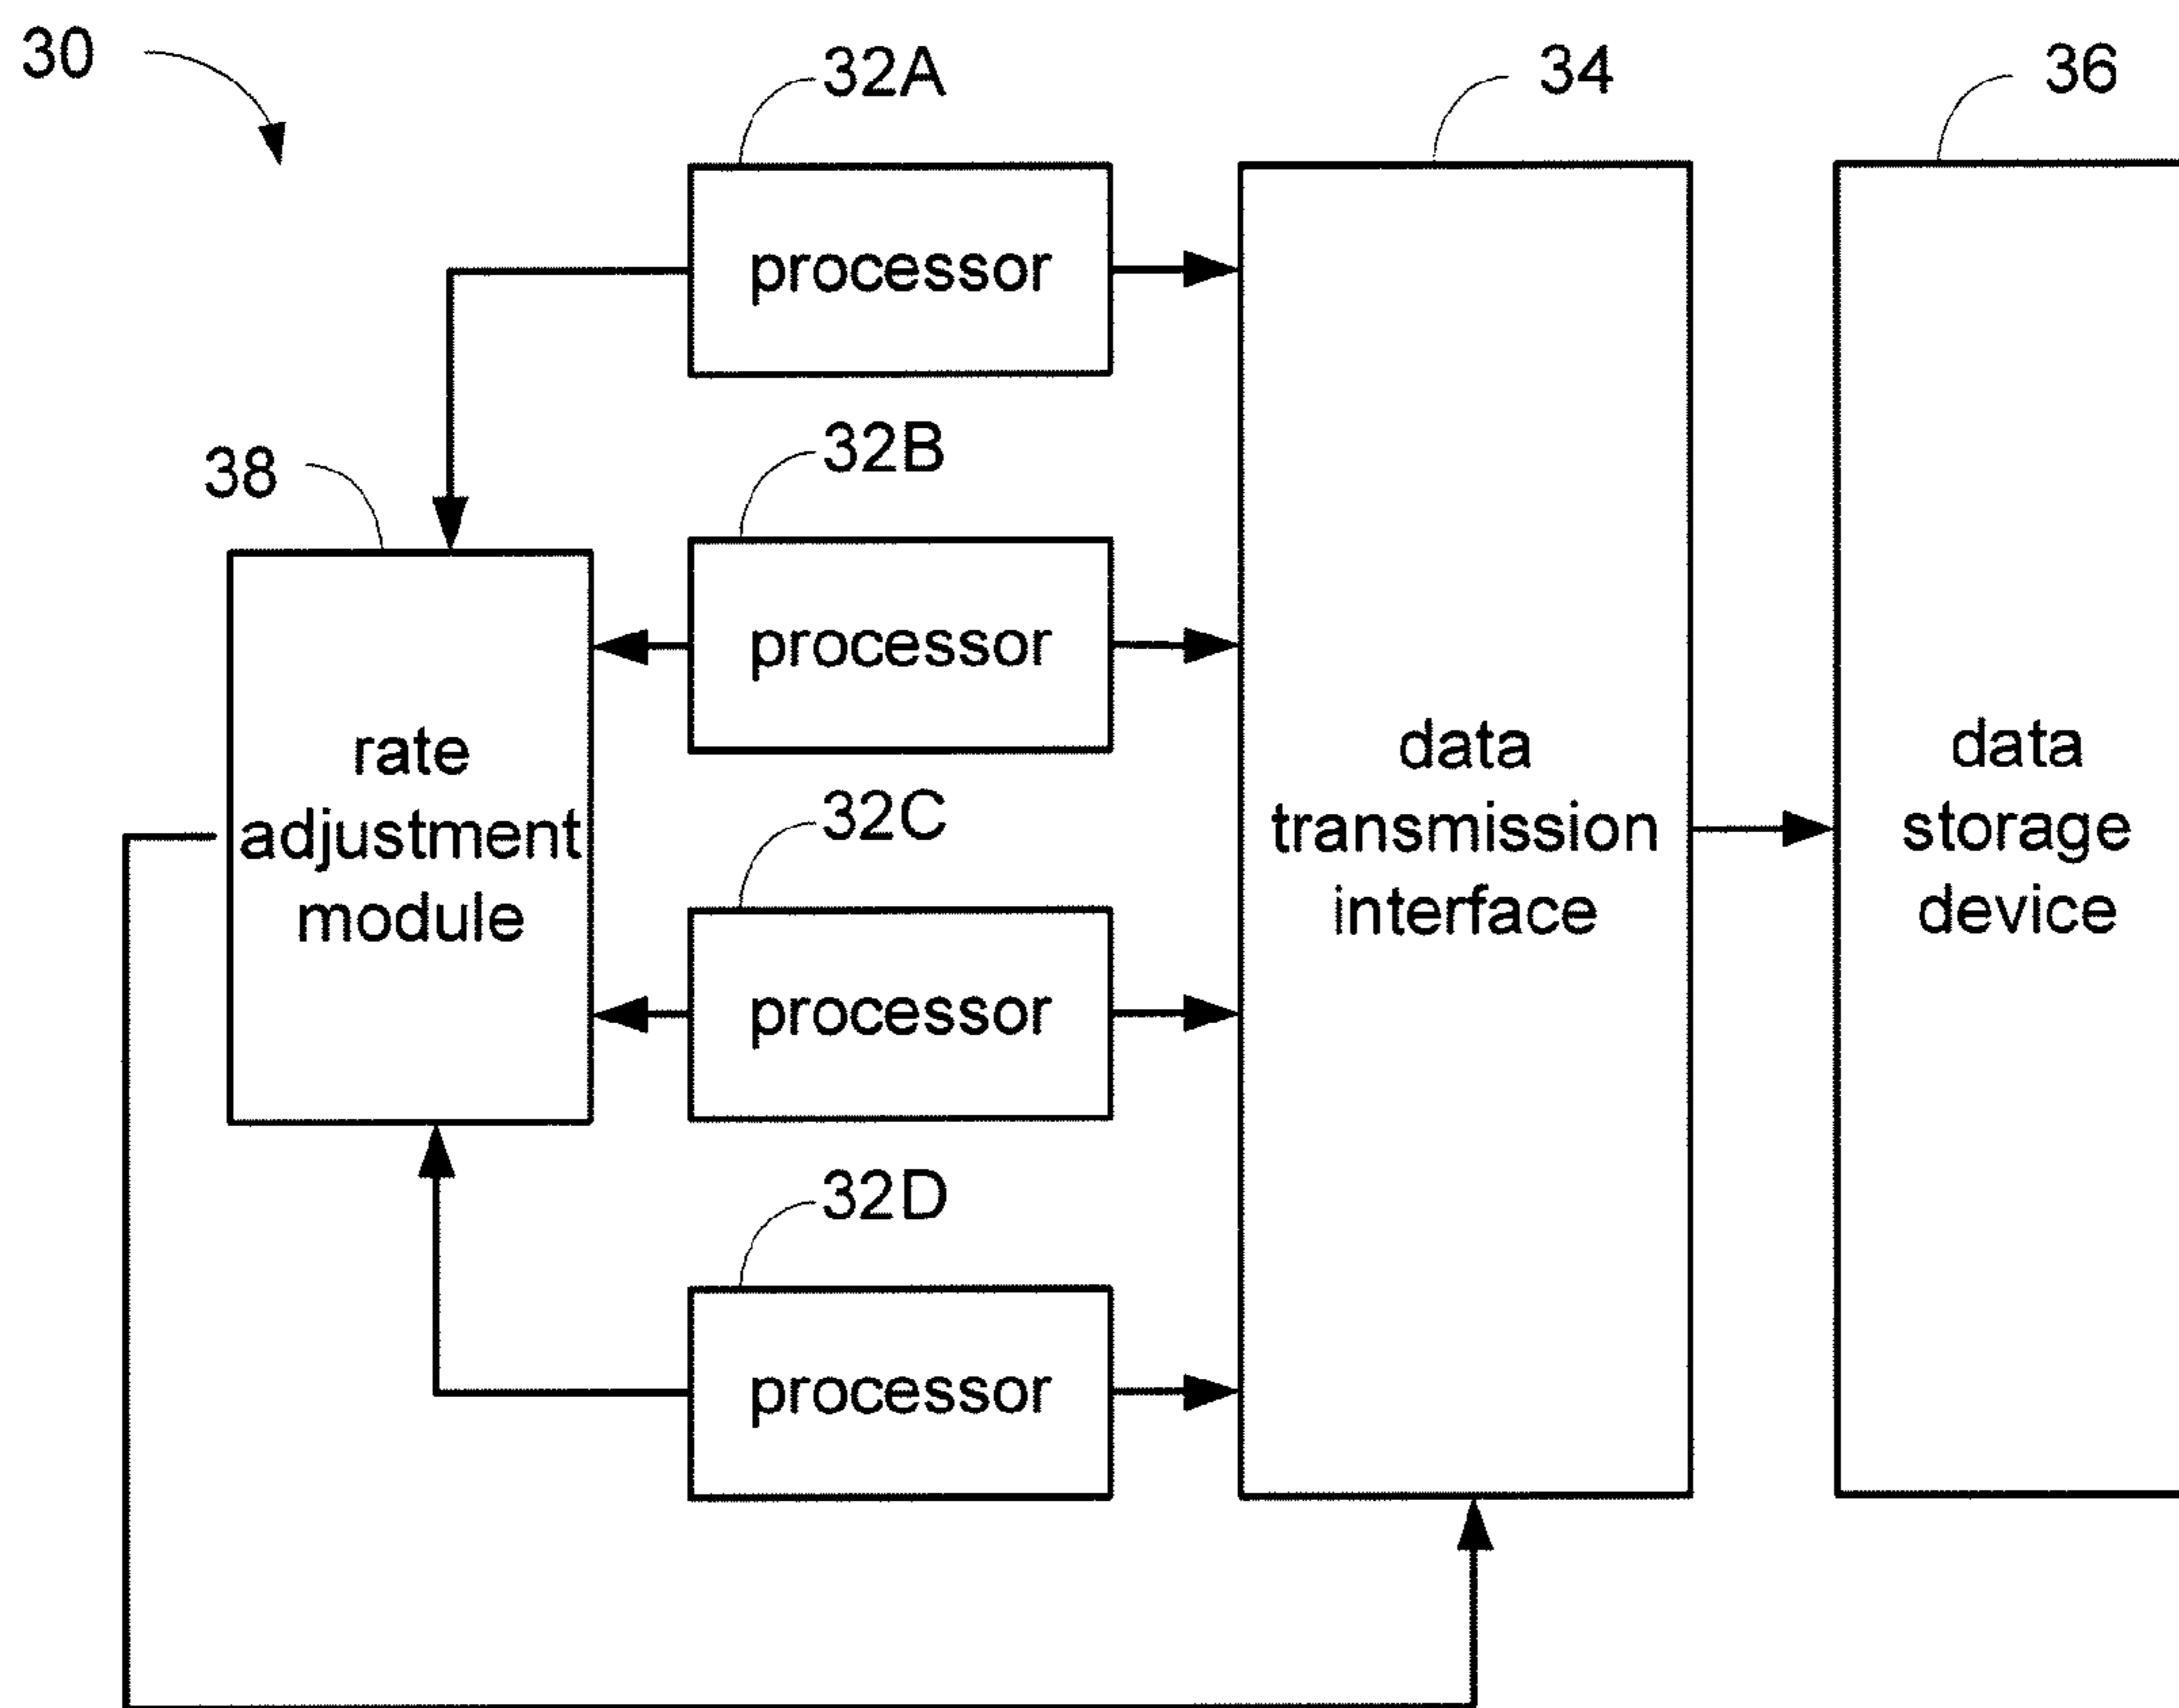 30
32A
34
36
processor
38
32B
processor
rate
adjustment
module
data
transmission
interface
data
storage
device
32C
processor
32D
processor